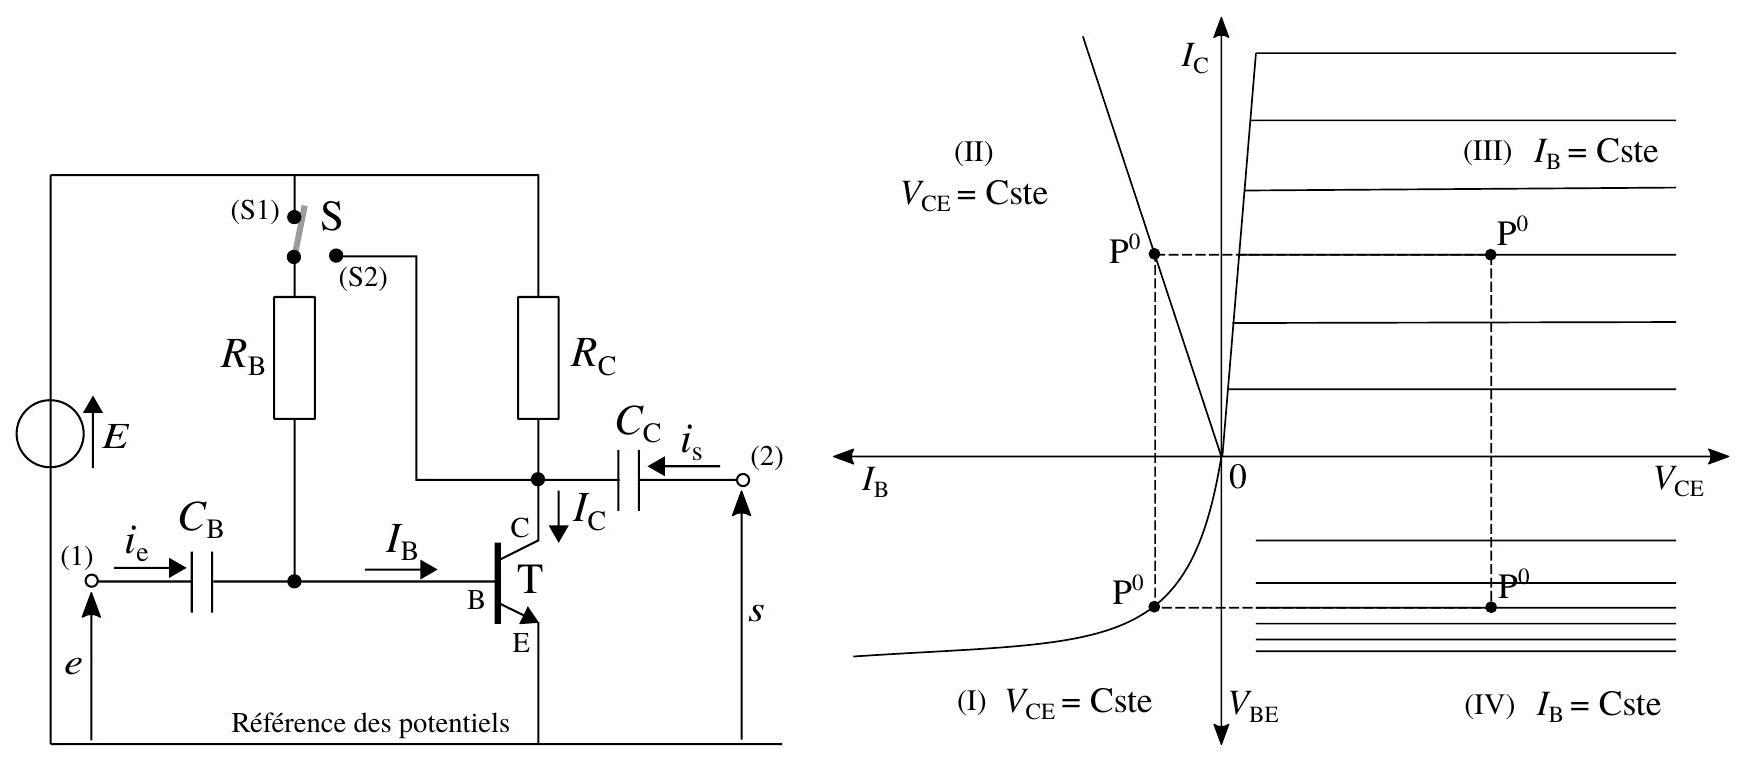 (S1)
S
(S2)
R_B
R_C
E
C_C
i_s
(2)
C_B
(1)
i_e
I_B
C
I_C
B
T
E
e
s
Référence des potentiels
I_C
(II)
V_CE = Cste
(III) I_B = Cste
P^0
P^0
I_B
0
V_CE
P^0
P^0
(I) V_CE = Cste
V_BE
(IV) I_B = Cste